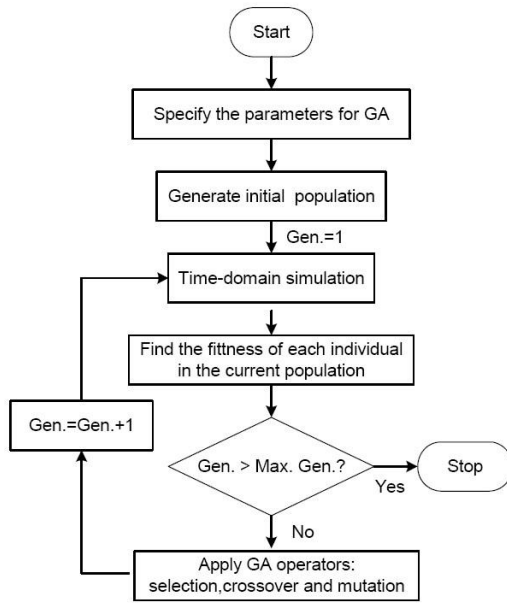 Start
Specify the parameters for GA
Generate initial population
Gen.=1
Time-domain simulation
Find the fittness of each individual
in the current population
Gen.=Gen.+1
Gen. > Max. Gen.?
Stop
Yes
No
Apply GA operators:
selection,crossover and mutation